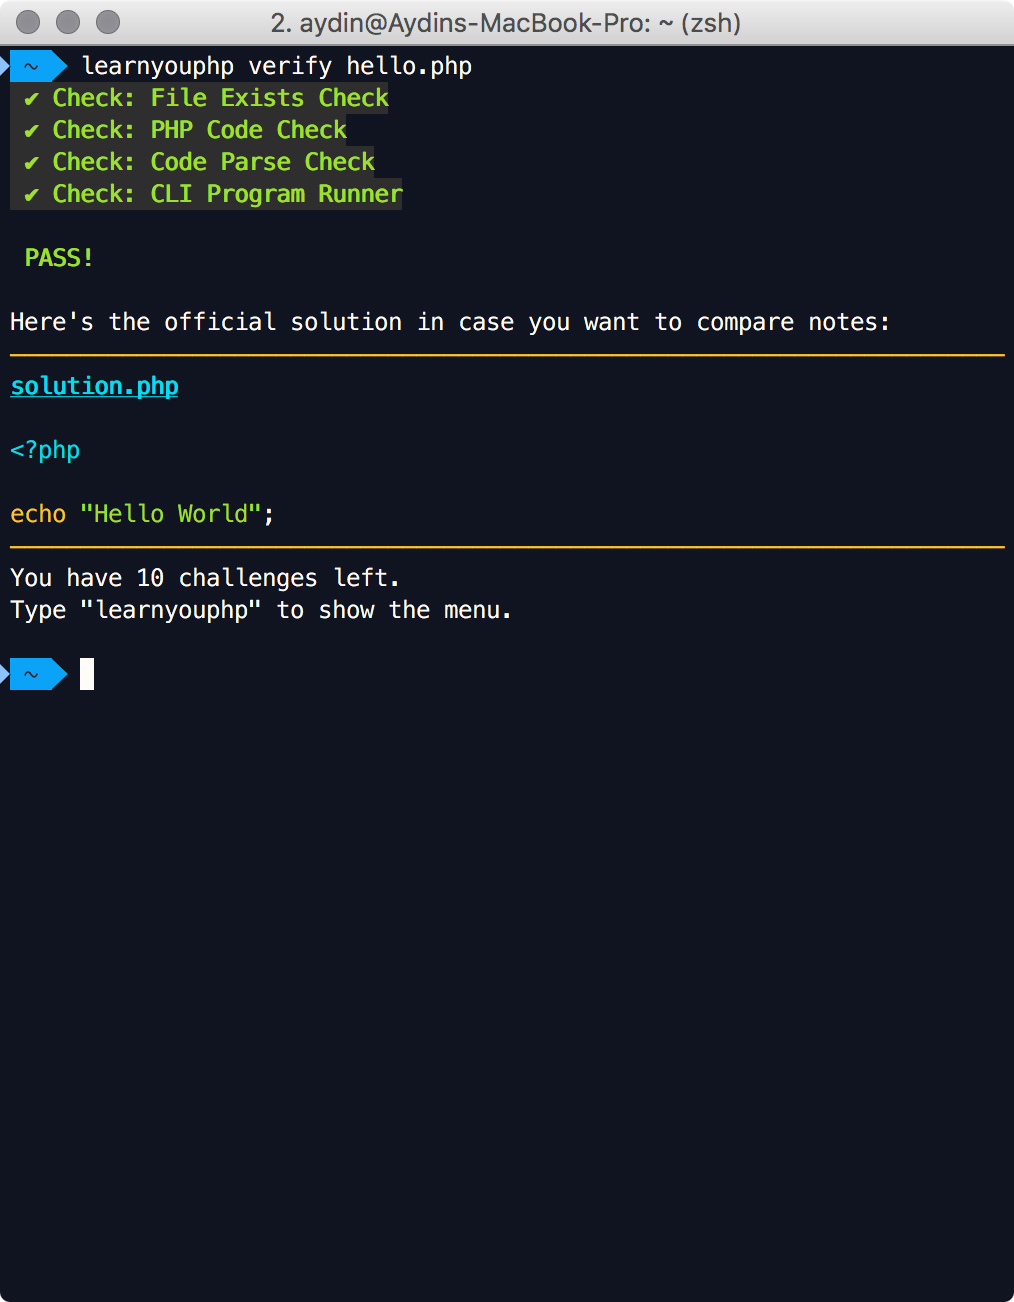 2. aydin@Aydins-MacBook-Pro: ~ (zsh)
~ learnyouphp verify hello.php
✔ Check: File Exists Check
✔ Check: PHP Code Check
✔ Check: Code Parse Check
✔ Check: CLI Program Runner
PASS!
Here's the official solution in case you want to compare notes:
solution.php
<?php
echo "Hello World";
You have 10 challenges left.
Type "learnyouphp" to show the menu.
~